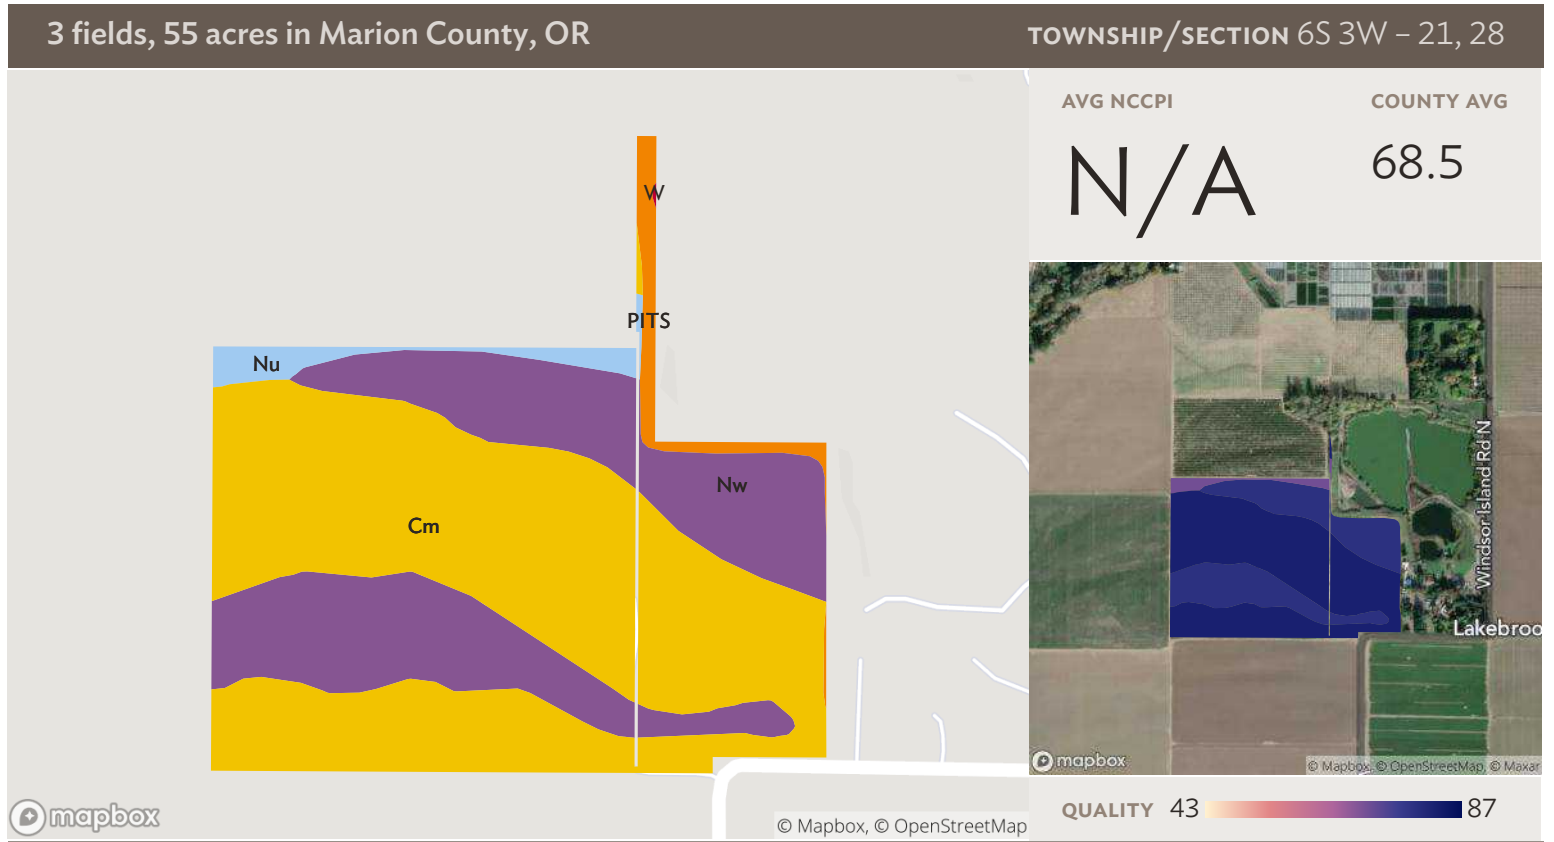 3 fields, 55 acres in Marion County, OR
TOWNSHIP/SECTION 6S 3W – 21, 28
AVG NCCPI
N/A
COUNTY AVG
68.5
W
PITS
Nu
Nw
Cm
Windsor Island Rd N
Lakebroo
mapbox
© Mapbox, © OpenStreetMap
mapbox
© Mapbox, © OpenStreetMap, © Maxar
QUALITY 43 87